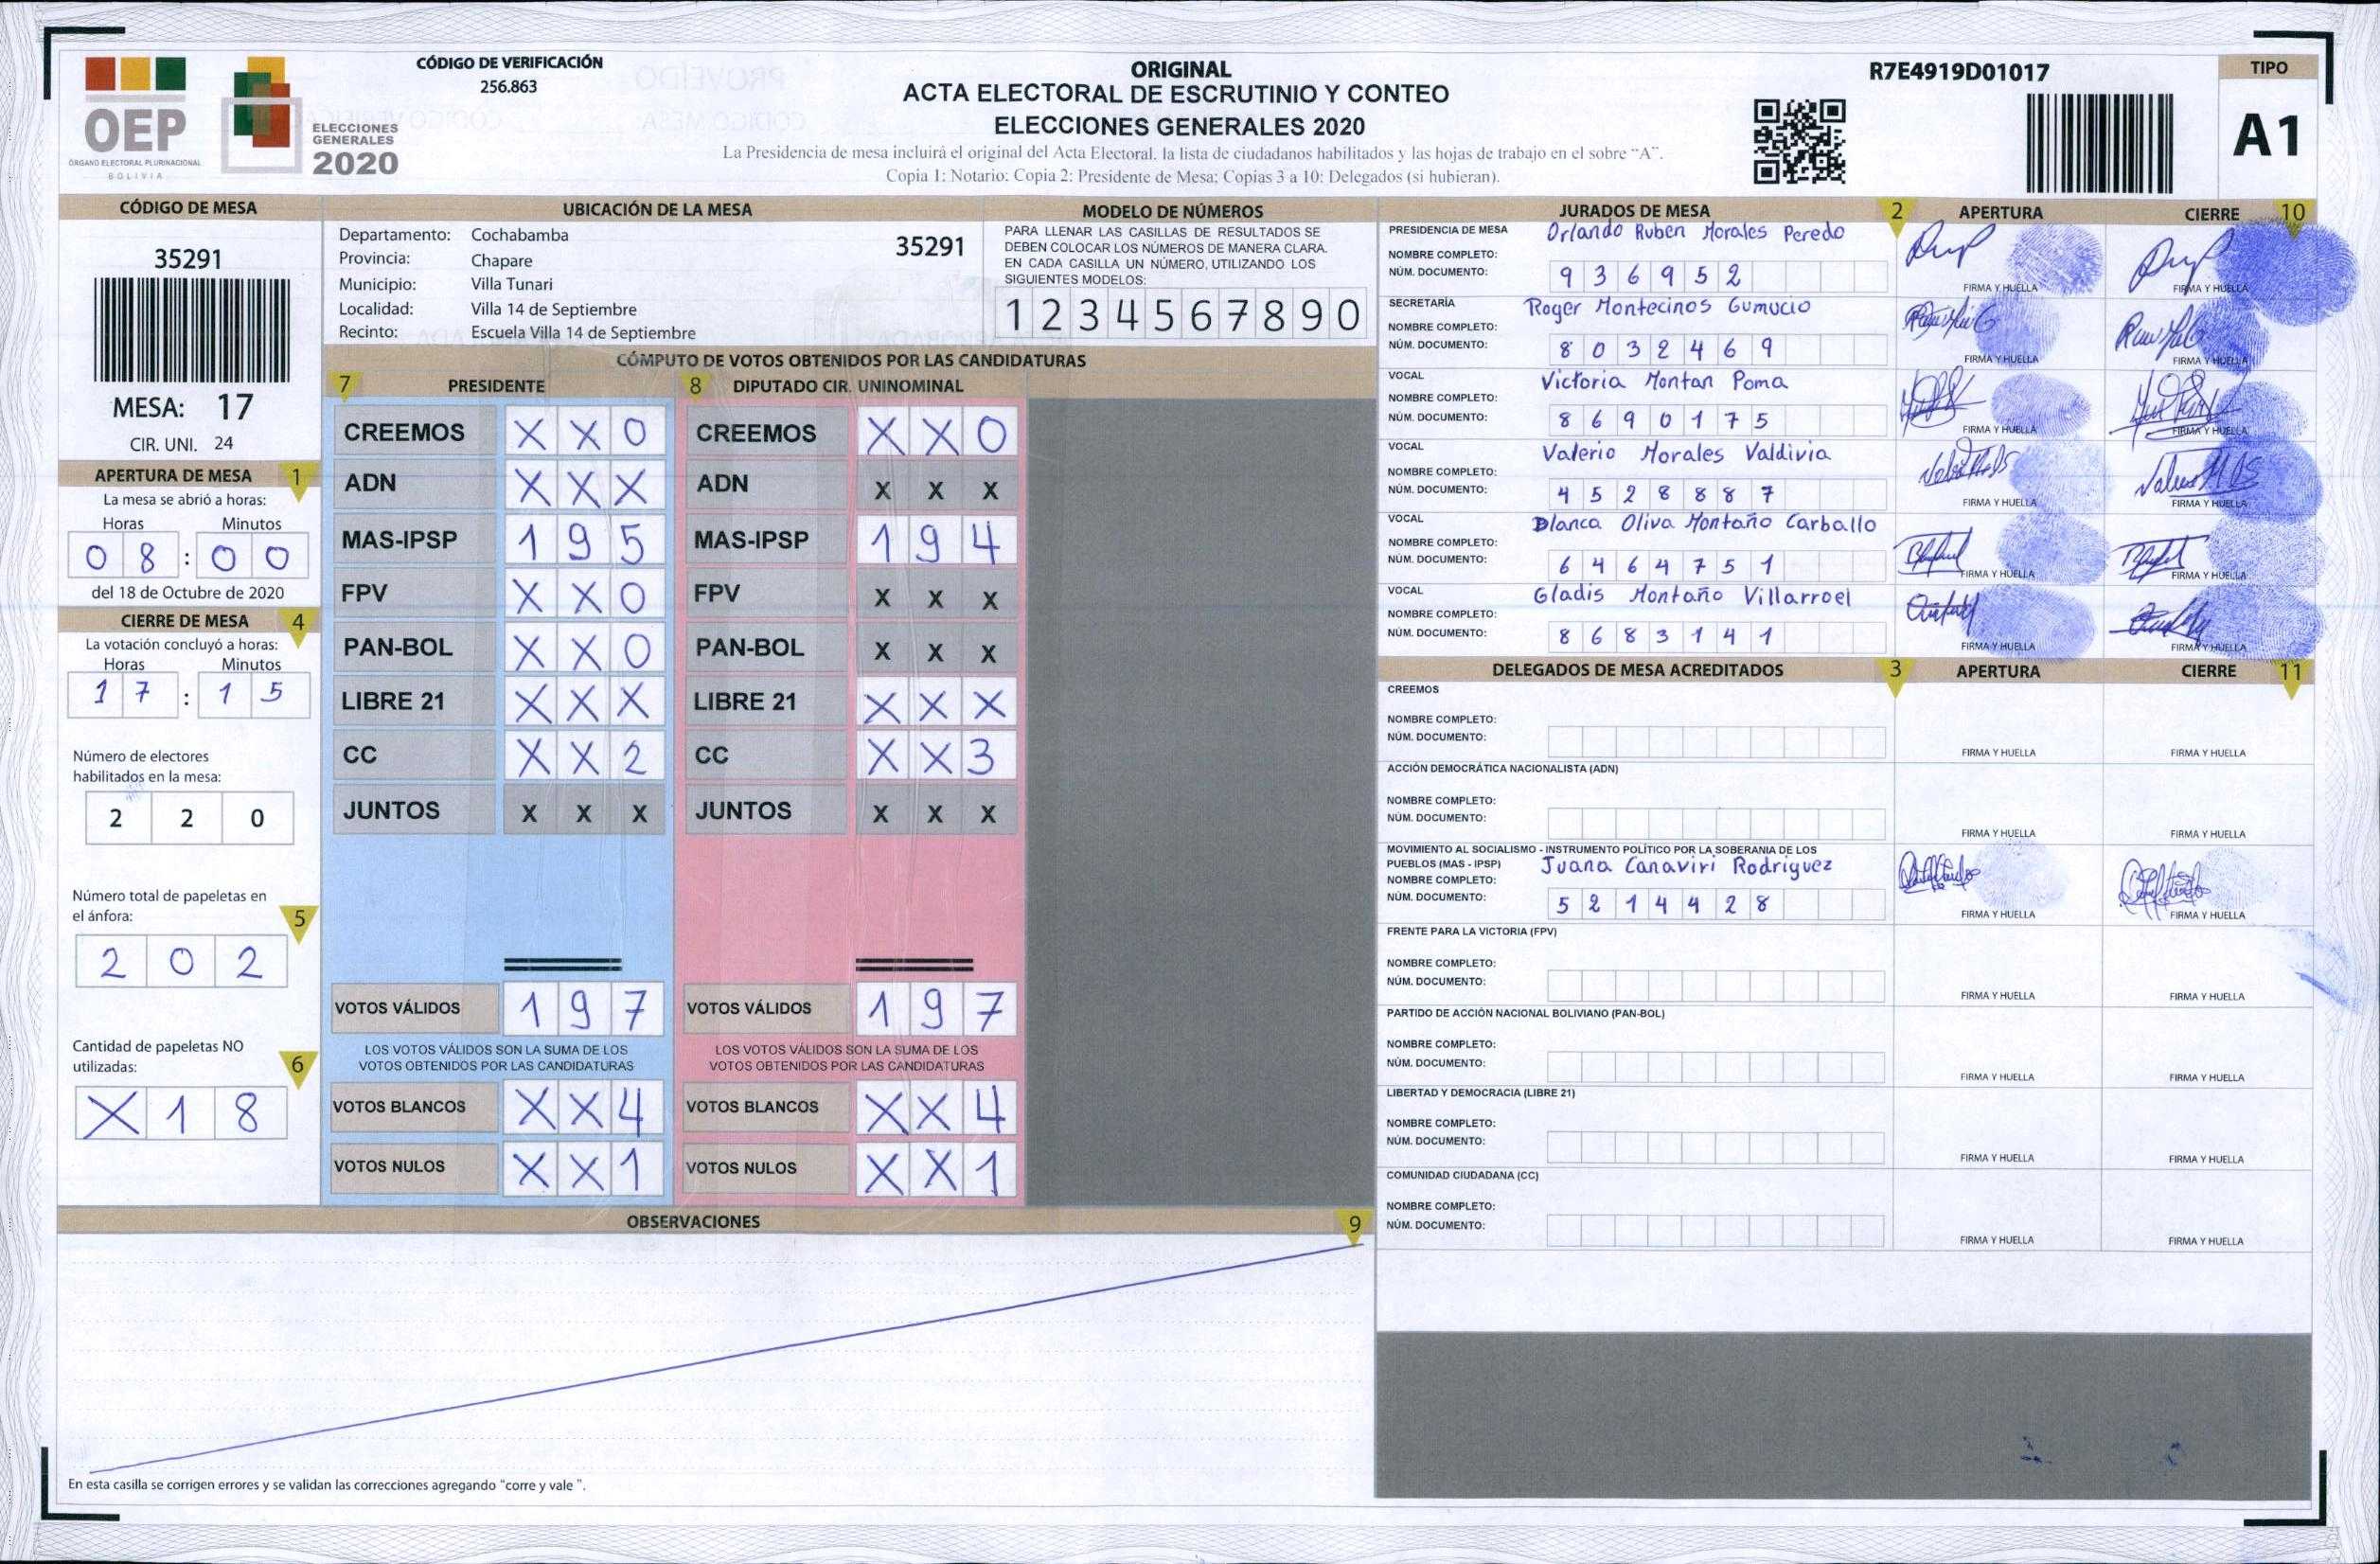 OEP
ÓRGANO ELECTORAL PLURINACIONAL
BOLIVIA
ELECCIONES
GENERALES
2020
CÓDIGO DE VERIFICACIÓN
256.863
ORIGINAL
ACTA ELECTORAL DE ESCRUTINIO Y CONTEO
ELECCIONES GENERALES 2020
La Presidencia de mesa incluirá el original del Acta Electoral, la lista de ciudadanos habilitados y las hojas de trabajo en el sobre "A".
Copia 1: Notario; Copia 2: Presidente de Mesa; Copias 3 a 10: Delegados (si hubieran).
R7E4919D01017
TIPO
A1
CÓDIGO DE MESA
35291
MESA: 17
CIR. UNI. 24
APERTURA DE MESA 1
La mesa se abrió a horas:
Horas Minutos
0 8 : 0 0
del 18 de Octubre de 2020
CIERRE DE MESA 4
La votación concluyó a horas:
Horas Minutos
1 7 : 1 5
Número de electores
habilitados en la mesa:
2 2 0
Número total de papeletas en
el ánfora: 5
2 0 2
Cantidad de papeletas NO
utilizadas: 6
X 1 8
UBICACIÓN DE LA MESA
Departamento: Cochabamba
35291
Provincia: Chapare
Municipio: Villa Tunari
Localidad: Villa 14 de Septiembre
Recinto: Escuela Villa 14 de Septiembre
MODELO DE NÚMEROS
PARA LLENAR LAS CASILLAS DE RESULTADOS SE
DEBEN COLOCAR LOS NÚMEROS DE MANERA CLARA.
EN CADA CASILLA UN NÚMERO, UTILIZANDO LOS
SIGUIENTES MODELOS:
1 2 3 4 5 6 7 8 9 0
CÓMPUTO DE VOTOS OBTENIDOS POR LAS CANDIDATURAS
7 PRESIDENTE
CREEMOS X X 0
ADN X X X
MAS-IPSP 1 9 5
FPV X X 0
PAN-BOL X X 0
LIBRE 21 X X X
CC X X 2
JUNTOS X X X
VOTOS VÁLIDOS 1 9 7
LOS VOTOS VÁLIDOS SON LA SUMA DE LOS
VOTOS OBTENIDOS POR LAS CANDIDATURAS
VOTOS BLANCOS X X 4
VOTOS NULOS X X 1
8 DIPUTADO CIR. UNINOMINAL
CREEMOS X X 0
ADN X X X
MAS-IPSP 1 9 4
FPV X X X
PAN-BOL X X X
LIBRE 21 X X X
CC X X 3
JUNTOS X X X
VOTOS VÁLIDOS 1 9 7
LOS VOTOS VÁLIDOS SON LA SUMA DE LOS
VOTOS OBTENIDOS POR LAS CANDIDATURAS
VOTOS BLANCOS X X 4
VOTOS NULOS X X 1
OBSERVACIONES 9
En esta casilla se corrigen errores y se validan las correcciones agregando "corre y vale ".
JURADOS DE MESA 2 APERTURA CIERRE 10
PRESIDENCIA DE MESA Orlando Ruben Morales Peredo
NOMBRE COMPLETO:
NÚM. DOCUMENTO: 9 3 6 9 5 2
FIRMA Y HUELLA FIRMA Y HUELLA
SECRETARÍA Roger Montecinos Gumucio
NOMBRE COMPLETO:
NÚM. DOCUMENTO: 8 0 3 2 4 6 9
FIRMA Y HUELLA FIRMA Y HUELLA
VOCAL Victoria Montan Poma
NOMBRE COMPLETO:
NÚM. DOCUMENTO: 8 6 9 0 1 7 5
FIRMA Y HUELLA FIRMA Y HUELLA
VOCAL Valerio Morales Valdivia
NOMBRE COMPLETO:
NÚM. DOCUMENTO: 4 5 2 8 8 8 7
FIRMA Y HUELLA FIRMA Y HUELLA
VOCAL Blanca Oliva Montaño Carballo
NOMBRE COMPLETO:
NÚM. DOCUMENTO: 6 4 6 4 7 5 1
FIRMA Y HUELLA FIRMA Y HUELLA
VOCAL Gladis Montaño Villarroel
NOMBRE COMPLETO:
NÚM. DOCUMENTO: 8 6 8 3 1 4 1
FIRMA Y HUELLA FIRMA Y HUELLA
DELEGADOS DE MESA ACREDITADOS 3 APERTURA CIERRE 11
CREEMOS
NOMBRE COMPLETO:
NÚM. DOCUMENTO:
FIRMA Y HUELLA FIRMA Y HUELLA
ACCIÓN DEMOCRÁTICA NACIONALISTA (ADN)
NOMBRE COMPLETO:
NÚM. DOCUMENTO:
FIRMA Y HUELLA FIRMA Y HUELLA
MOVIMIENTO AL SOCIALISMO - INSTRUMENTO POLÍTICO POR LA SOBERANIA DE LOS
PUEBLOS (MAS - IPSP) Juana Canaviri Rodriguez
NOMBRE COMPLETO:
NÚM. DOCUMENTO: 5 2 1 4 4 2 8
FIRMA Y HUELLA FIRMA Y HUELLA
FRENTE PARA LA VICTORIA (FPV)
NOMBRE COMPLETO:
NÚM. DOCUMENTO:
FIRMA Y HUELLA FIRMA Y HUELLA
PARTIDO DE ACCIÓN NACIONAL BOLIVIANO (PAN-BOL)
NOMBRE COMPLETO:
NÚM. DOCUMENTO:
FIRMA Y HUELLA FIRMA Y HUELLA
LIBERTAD Y DEMOCRACIA (LIBRE 21)
NOMBRE COMPLETO:
NÚM. DOCUMENTO:
FIRMA Y HUELLA FIRMA Y HUELLA
COMUNIDAD CIUDADANA (CC)
NOMBRE COMPLETO:
NÚM. DOCUMENTO:
FIRMA Y HUELLA FIRMA Y HUELLA